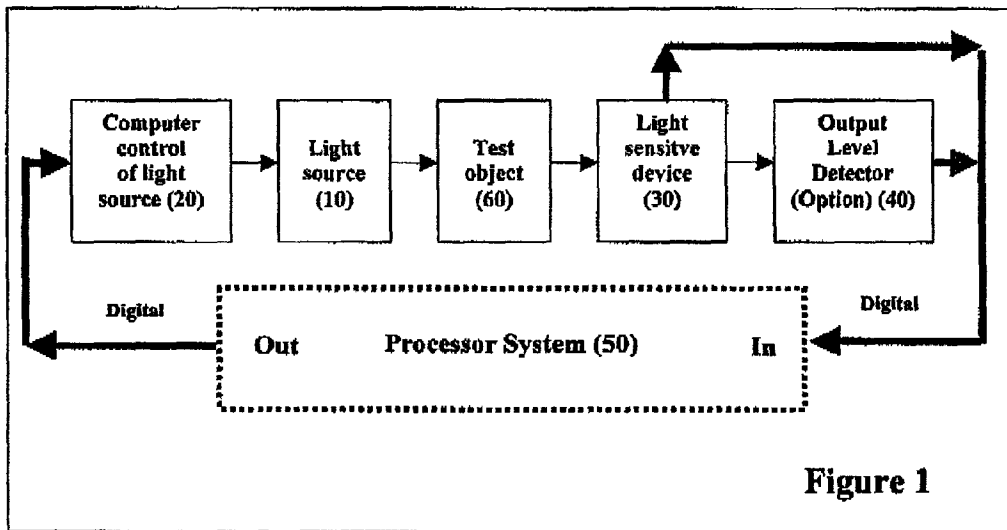 Computer
control
of light
source (20)
Light
source
(10)
Test
object
(60)
Light
sensitve
device
(30)
Output
Level
Detector
(Option) (40)
Digital
Digital
Out
Processor System (50)
In
Figure 1